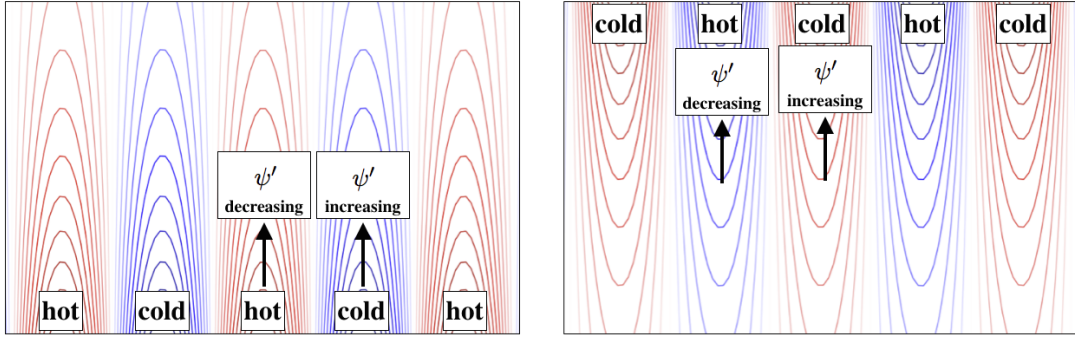 cold hot cold hot cold
ψ′
decreasing
ψ′
increasing
ψ′
decreasing
ψ′
increasing
hot cold hot cold hot